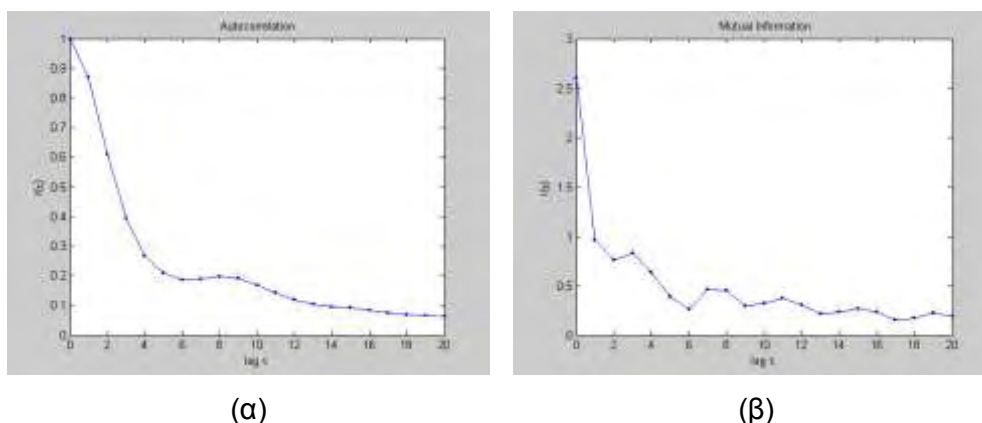 Autocorrelation
1
0.9
0.8
0.7
0.6
0.5
0.4
0.3
0.2
0.1
0
r(s)
0 2 4 6 8 10 12 14 16 18 20
lag s
(α)
Mutual Information
3
2.5
2
1.5
1
0.5
0
I(s)
0 2 4 6 8 10 12 14 16 18 20
lag s
(β)